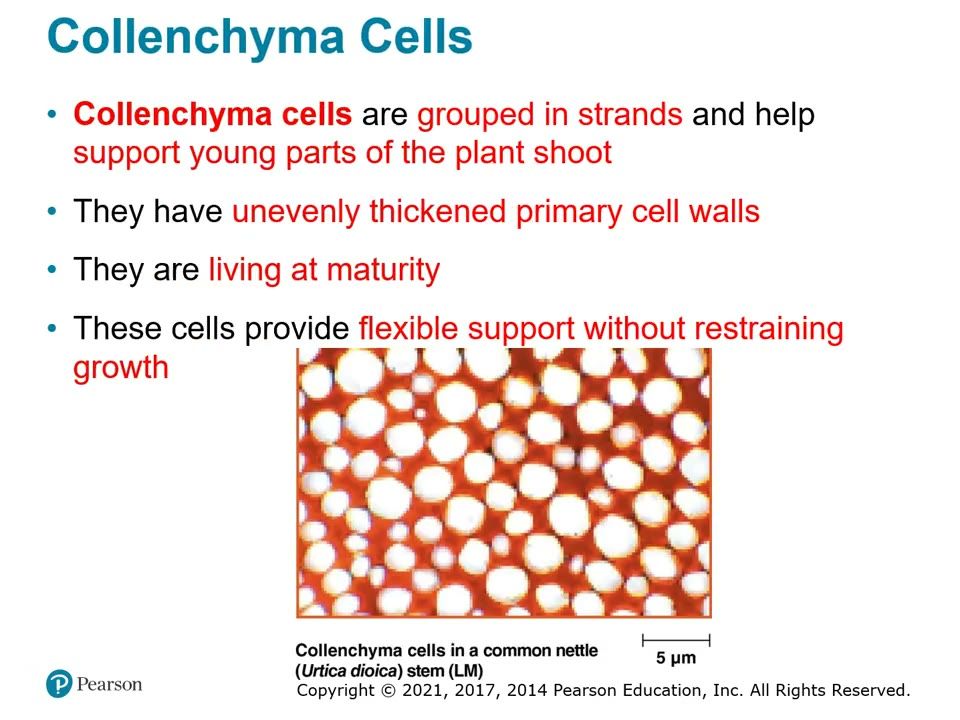 Collenchyma Cells
• Collenchyma cells are grouped in strands and help
support young parts of the plant shoot
• They have unevenly thickened primary cell walls
• They are living at maturity
• These cells provide flexible support without restraining
growth
Collenchyma cells in a common nettle
(Urtica dioica) stem (LM)
5 µm
P Pearson
Copyright © 2021, 2017, 2014 Pearson Education, Inc. All Rights Reserved.